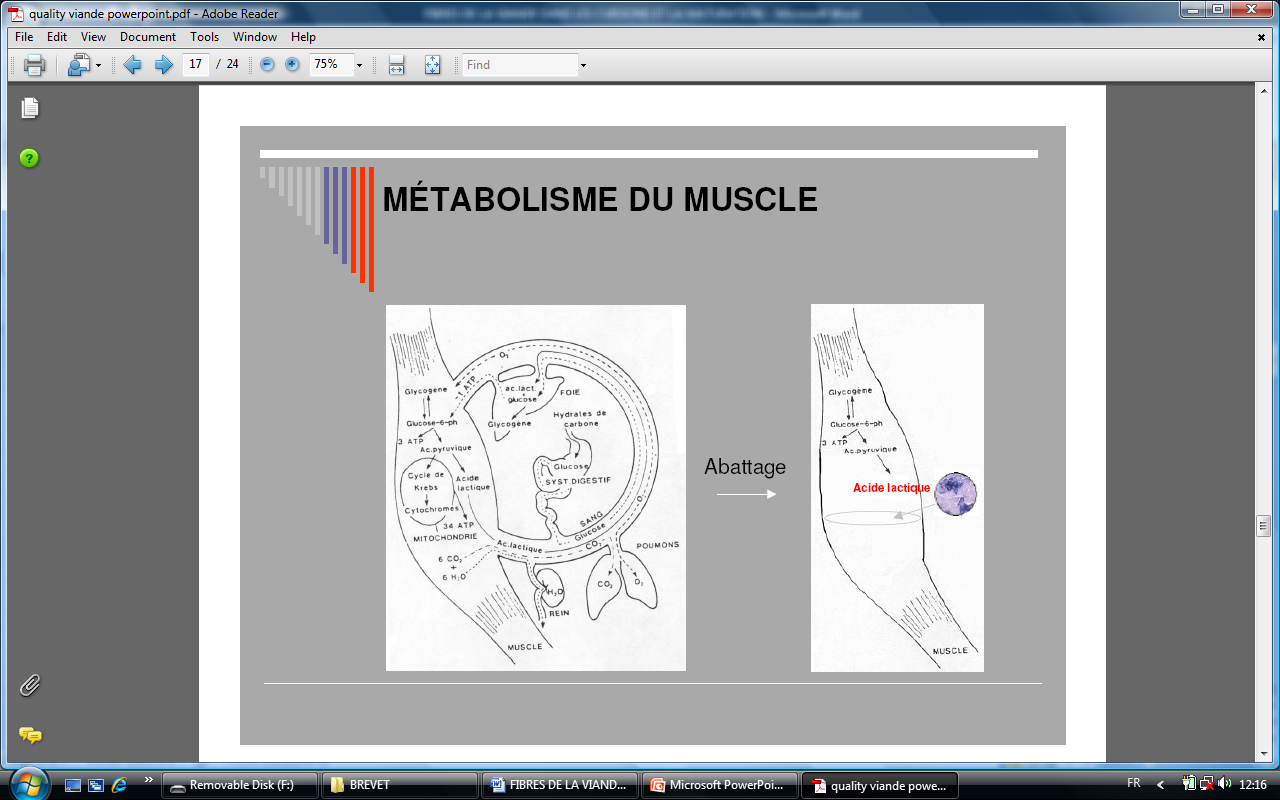 quality viande powerpoint.pdf - Adobe Reader
File Edit View Document Tools Window Help
17 / 24 75% Find
MÉTABOLISME DU MUSCLE
O2
1 ATP
Glycogène
Glucose-6-ph
3 ATP
Ac.pyruvique
Cycle de
Krebs
Cytochromes
Acide
lactique
34 ATP
MITOCHONDRIE
6 CO2
+
6 H2O
MUSCLE
ac.lact.
glucose
FOIE
Glycogène
Hydrates de
carbone
Glucose
SYST.DIGESTIF
SANG
Glucose
O2
CO2
Ac.lactique
POUMONS
CO2
O2
H2O
REIN
Abattage
Glycogène
Glucose-6-ph
3 ATP
Ac.pyruvique
Acide lactique
MUSCLE
Removable Disk (F:)
BREVET
FIBRES DE LA VIAND...
Microsoft PowerPoi...
quality viande powe...
FR
12:16